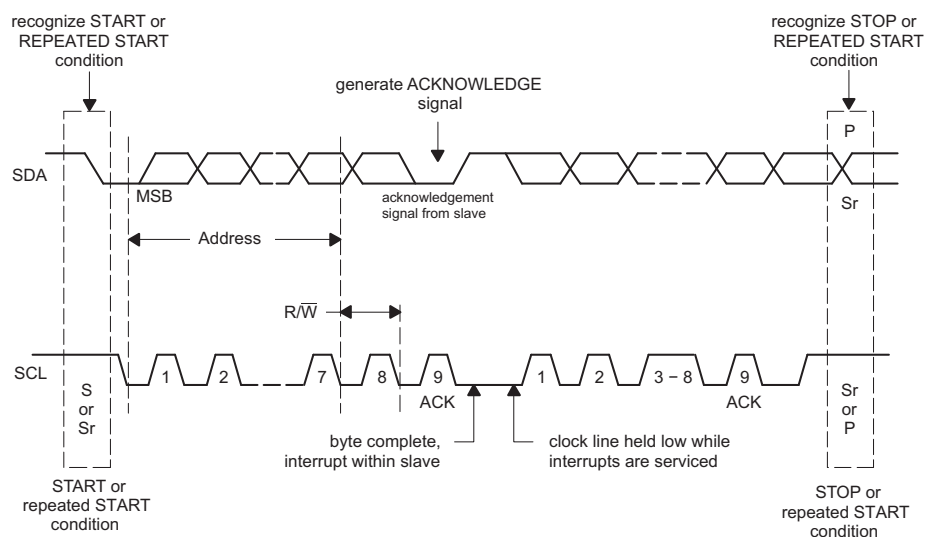 recognize START or
REPEATED START
condition
recognize STOP or
REPEATED START
condition
generate ACKNOWLEDGE
signal
P
SDA
MSB
acknowledgement
signal from slave
Sr
Address
R/W̅
SCL
S
or
Sr
1
2
7
8
9
ACK
1
2
3 – 8
9
ACK
Sr
or
P
byte complete,
interrupt within slave
clock line held low while
interrupts are serviced
START or
repeated START
condition
STOP or
repeated START
condition